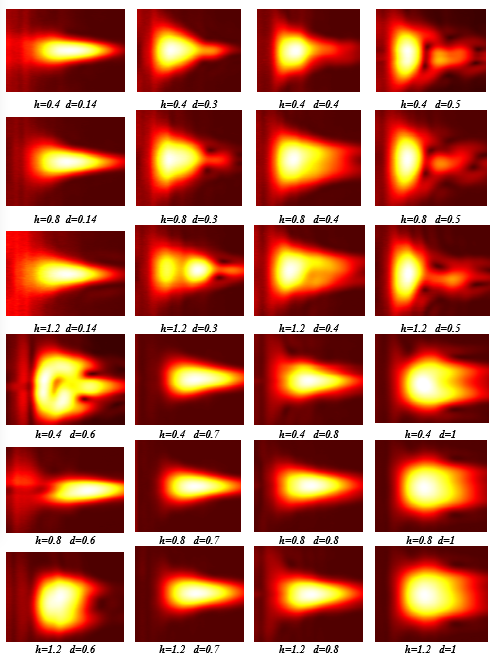 h=0.4 d=0.14 h=0.4 d=0.3 h=0.4 d=0.4 h=0.4 d=0.5
h=0.8 d=0.14 h=0.8 d=0.3 h=0.8 d=0.4 h=0.8 d=0.5
h=1.2 d=0.14 h=1.2 d=0.3 h=1.2 d=0.4 h=1.2 d=0.5
h=0.4 d=0.6 h=0.4 d=0.7 h=0.4 d=0.8 h=0.4 d=1
h=0.8 d=0.6 h=0.8 d=0.7 h=0.8 d=0.8 h=0.8 d=1
h=1.2 d=0.6 h=1.2 d=0.7 h=1.2 d=0.8 h=1.2 d=1